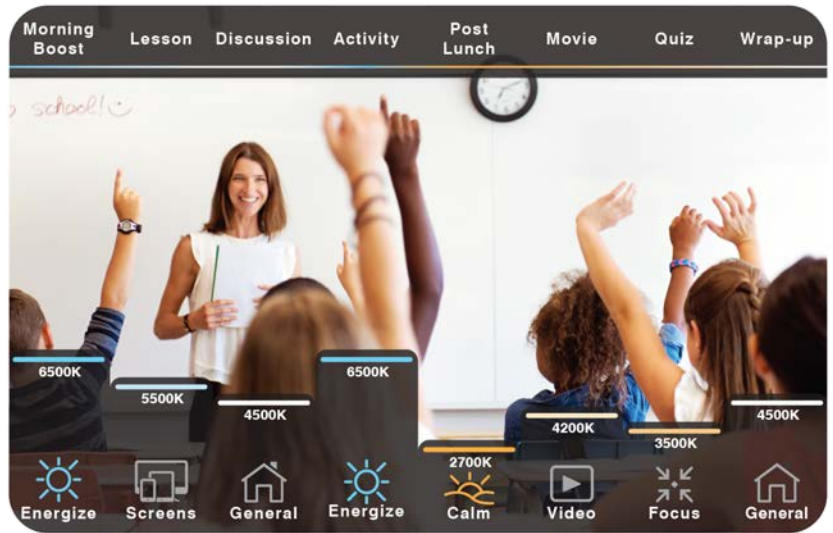 Morning
Boost
Lesson
Discussion
Activity
Post
Lunch
Movie
Quiz
Wrap-up
school!
6500K
5500K
4500K
6500K
2700K
4200K
3500K
4500K
Energize
Screens
General
Energize
Calm
Video
Focus
General